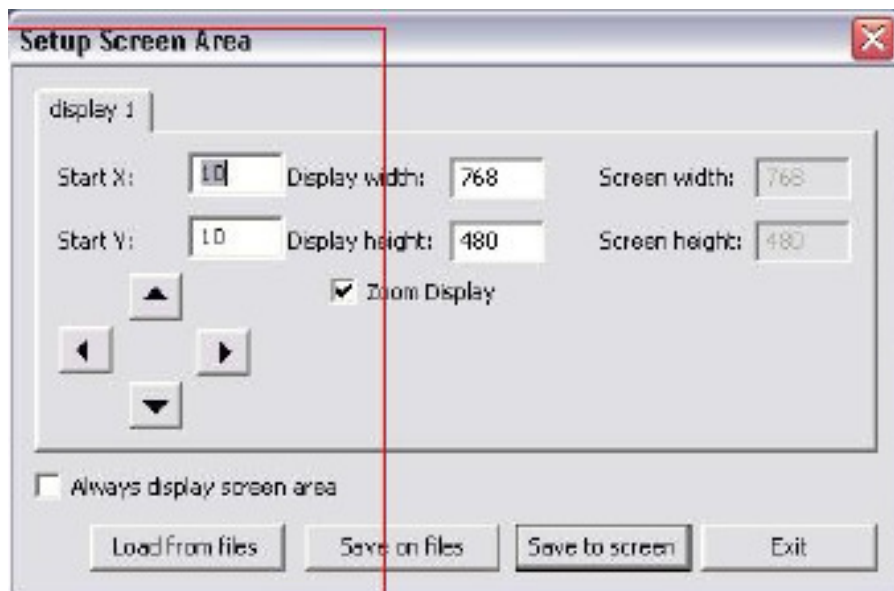 Setup Screen Area
display 1
Start X: 10 Display width: 768 Screen width: 768
Start Y: 10 Display height: 480 Screen height: 480
Zoom Display
Always display screen area
Load from files Save on files Save to screen Exit